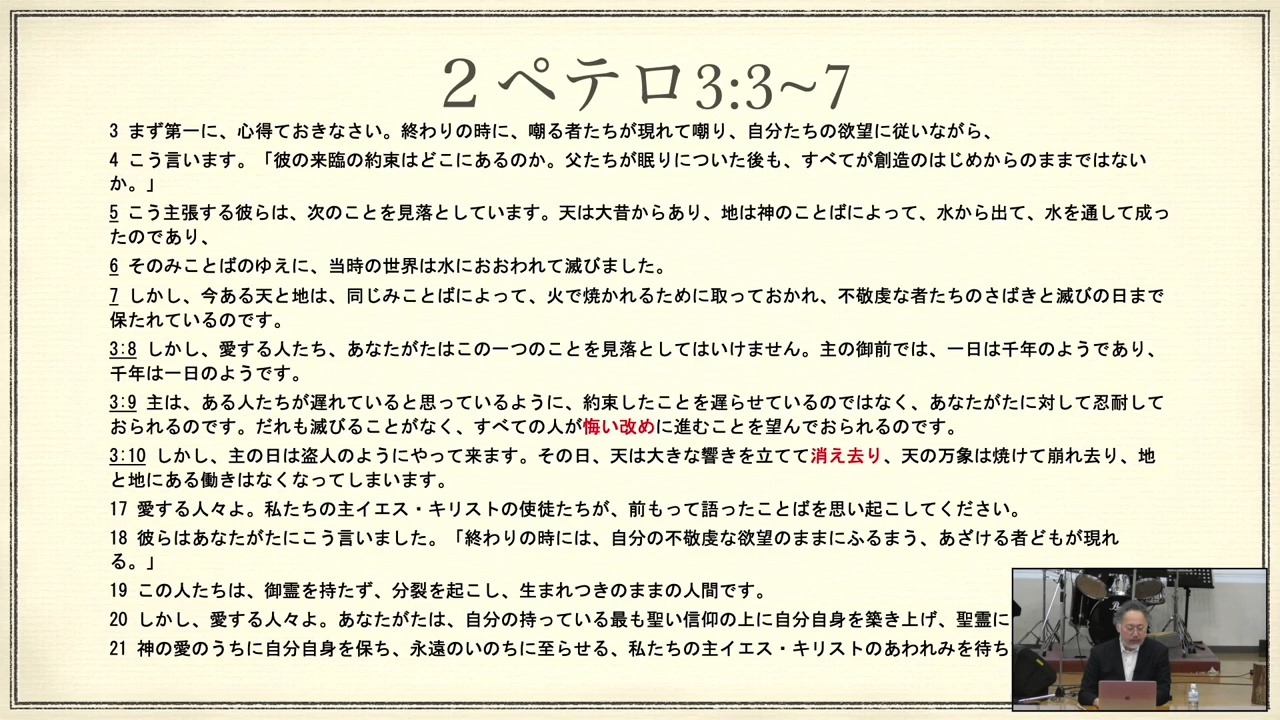 ２ペテロ3:3~7
3 まず第一に、心得ておきなさい。終わりの時に、嘲る者たちが現れて嘲り、自分たちの欲望に従いながら、
4 こう言います。「彼の来臨の約束はどこにあるのか。父たちが眠りについた後も、すべてが創造のはじめからのままではない
か。」
5 こう主張する彼らは、次のことを見落としています。天は大昔からあり、地は神のことばによって、水から出て、水を通して成っ
たのであり、
6 そのみことばのゆえに、当時の世界は水におおわれて滅びました。
7 しかし、今ある天と地は、同じみことばによって、火で焼かれるために取っておかれ、不敬虔な者たちのさばきと滅びの日まで
保たれているのです。
3:8 しかし、愛する人たち、あなたがたはこの一つのことを見落としてはいけません。主の御前では、一日は千年のようであり、
千年は一日のようです。
3:9 主は、ある人たちが遅れていると思っているように、約束したことを遅らせているのではなく、あなたがたに対して忍耐して
おられるのです。だれも滅びることがなく、すべての人が悔い改めに進むことを望んでおられるのです。
3:10 しかし、主の日は盗人のようにやって来ます。その日、天は大きな響きを立てて消え去り、天の万象は焼けて崩れ去り、地
と地にある働きはなくなってしまいます。
17 愛する人々よ。私たちの主イエス・キリストの使徒たちが、前もって語ったことばを思い起こしてください。
18 彼らはあなたがたにこう言いました。「終わりの時には、自分の不敬虔な欲望のままにふるまう、あざける者どもが現れ
る。」
19 この人たちは、御霊を持たず、分裂を起こし、生まれつきのままの人間です。
20 しかし、愛する人々よ。あなたがたは、自分の持っている最も聖い信仰の上に自分自身を築き上げ、聖霊に
21 神の愛のうちに自分自身を保ち、永遠のいのちに至らせる、私たちの主イエス・キリストのあわれみを待ち